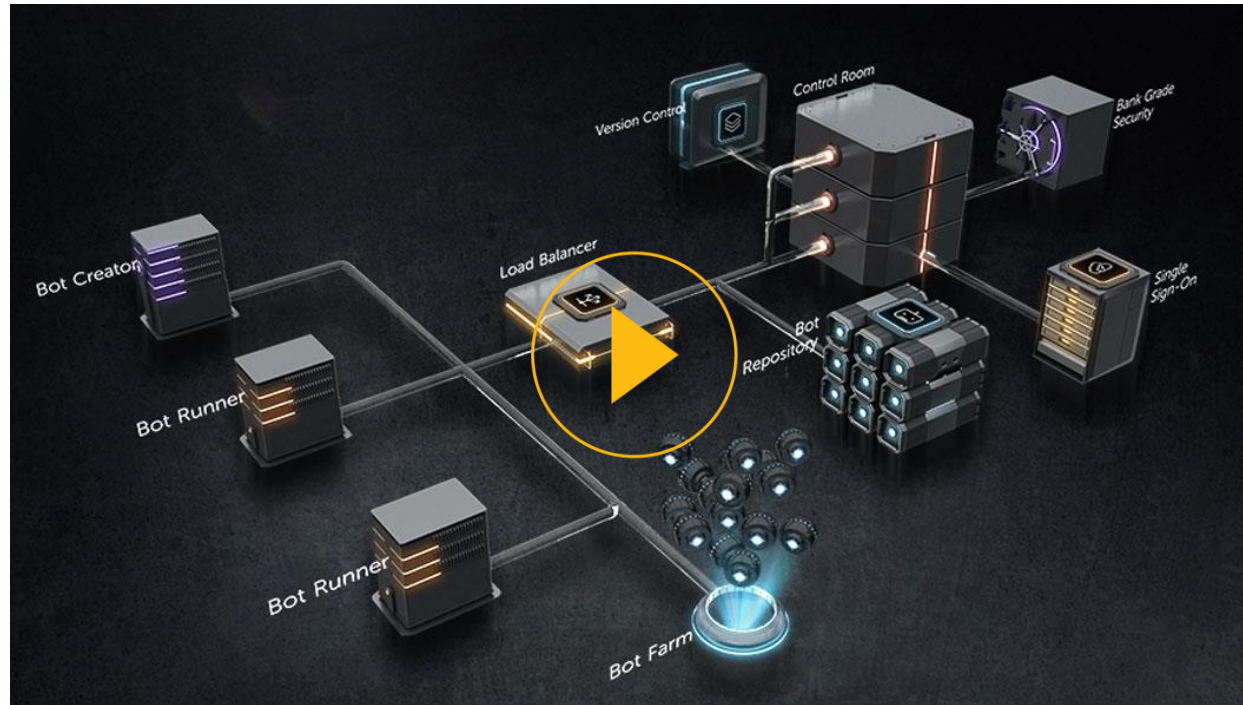 Version Control
Control Room
Bank Grade
Security
Bot Creator
Load Balancer
Single
Sign-On
Bot
Repository
Bot Runner
Bot Runner
Bot Farm